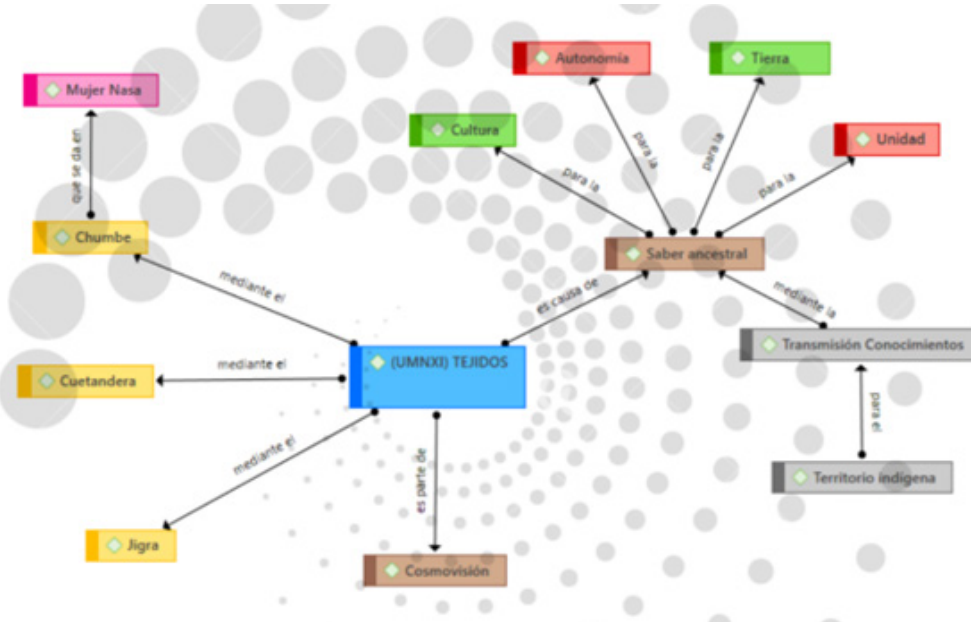 Autonomía
Tierra
Mujer Nasa
Cultura
Unidad
que se da en
para la
para la
para la
para la
Chumbe
Saber ancestral
mediante el
es causa de
mediante la
Transmisión Conocimientos
(UMNXI) TEJIDOS
mediante el
Cuetandera
para el
mediante el
es parte de
Territorio indígena
Jigra
Cosmovisión